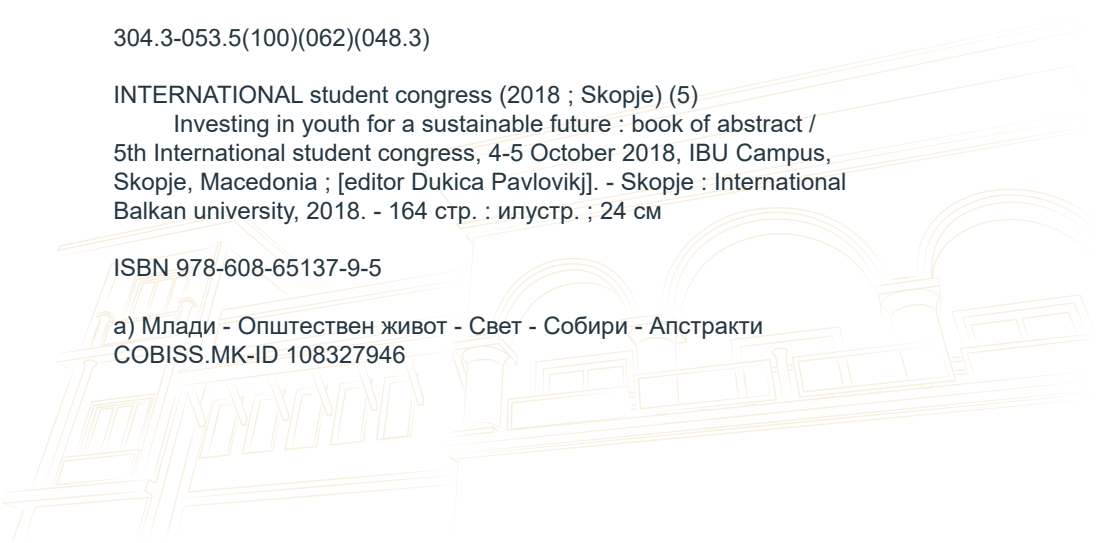 304.3-053.5(100)(062)(048.3)
INTERNATIONAL student congress (2018 ; Skopje) (5)
Investing in youth for a sustainable future : book of abstract /
5th International student congress, 4-5 October 2018, IBU Campus,
Skopje, Macedonia ; [editor Dukica Pavlovikj]. - Skopje : International
Balkan university, 2018. - 164 стр. : илустр. ; 24 см
ISBN 978-608-65137-9-5
а) Млади - Општествен живот - Свет - Собири - Апстракти
COBISS.MK-ID 108327946